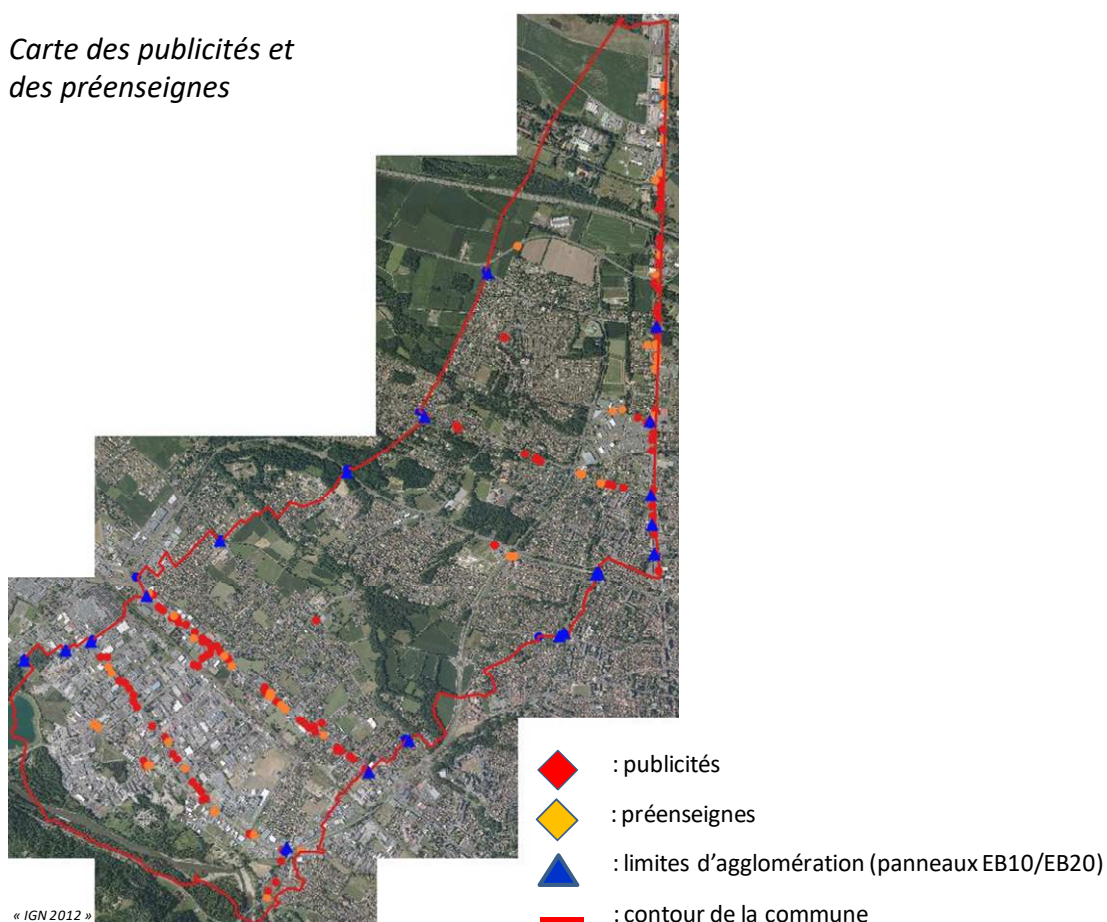 Carte des publicités et
des préenseignes
: publicités
: préenseignes
: limites d’agglomération (panneaux EB10/EB20)
: contour de la commune
« IGN 2012 »